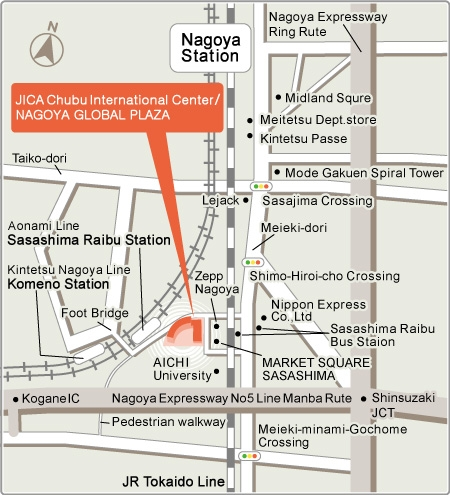 Nagoya Expressway
Ring Rute
N
Nagoya
Station
JICA Chubu International Center/
NAGOYA GLOBAL PLAZA
Midland Squre
Meitetsu Dept.store
Kintetsu Passe
Taiko-dori
Mode Gakuen Spiral Tower
Lejack
Sasajima Crossing
Aonami Line
Sasashima Raibu Station
Meieki-dori
Kintetsu Nagoya Line
Komeno Station
Zepp
Nagoya
Shimo-Hiroi-cho Crossing
Foot Bridge
Nippon Express
Co.,Ltd
Sasashima Raibu
Bus Staion
AICHI
University
MARKET SQUARE
SASASHIMA
Kogane IC
Nagoya Expressway No5 Line Manba Rute
Shinsuzaki
JCT
Pedestrian walkway
Meieki-minami-Gochome
Crossing
JR Tokaido Line